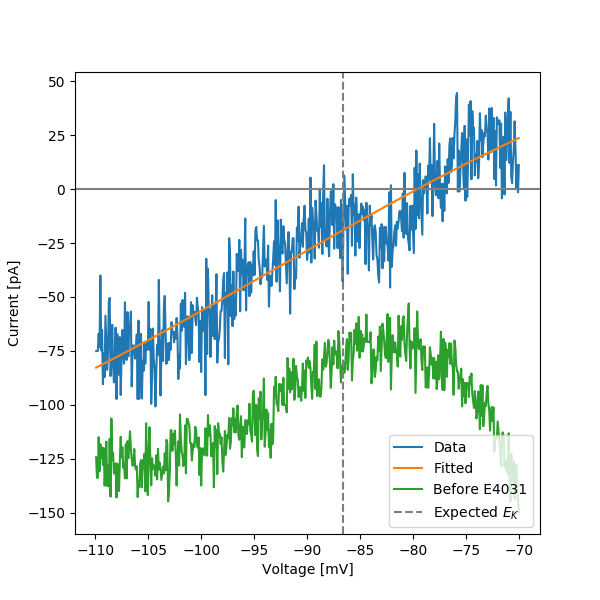 50
25
0
−25
−50
−75
−100
−125
−150
Current [pA]
−110 −105 −100 −95 −90 −85 −80 −75 −70
Voltage [mV]
Data
Fitted
Before E4031
Expected E_K